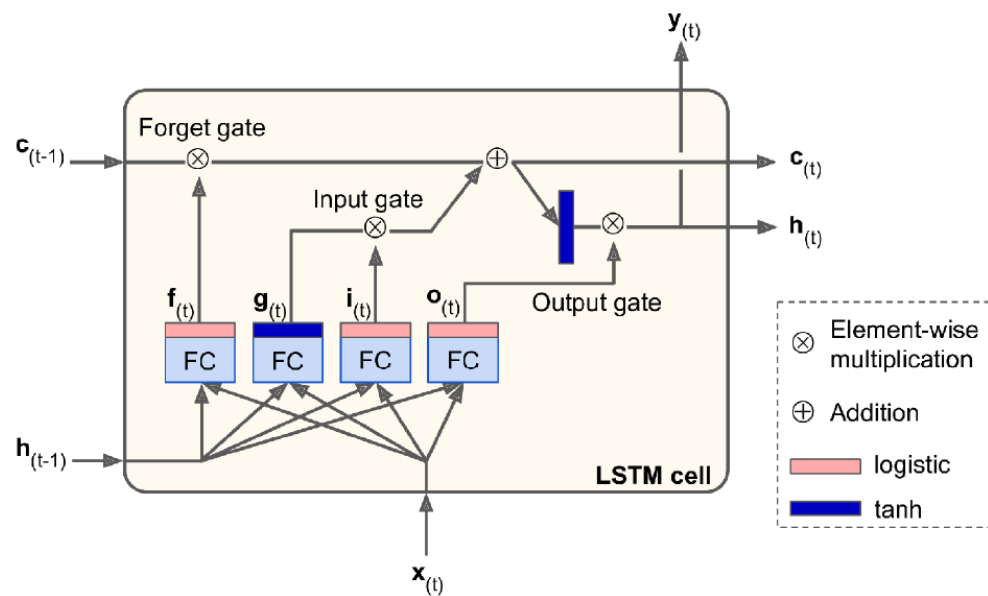 y(t)
Forget gate
c(t-1)
c(t)
Input gate
h(t)
f(t) g(t) i(t) o(t)
Output gate
FC FC FC FC
h(t-1)
LSTM cell
x(t)
Element-wise
multiplication
Addition
logistic
tanh